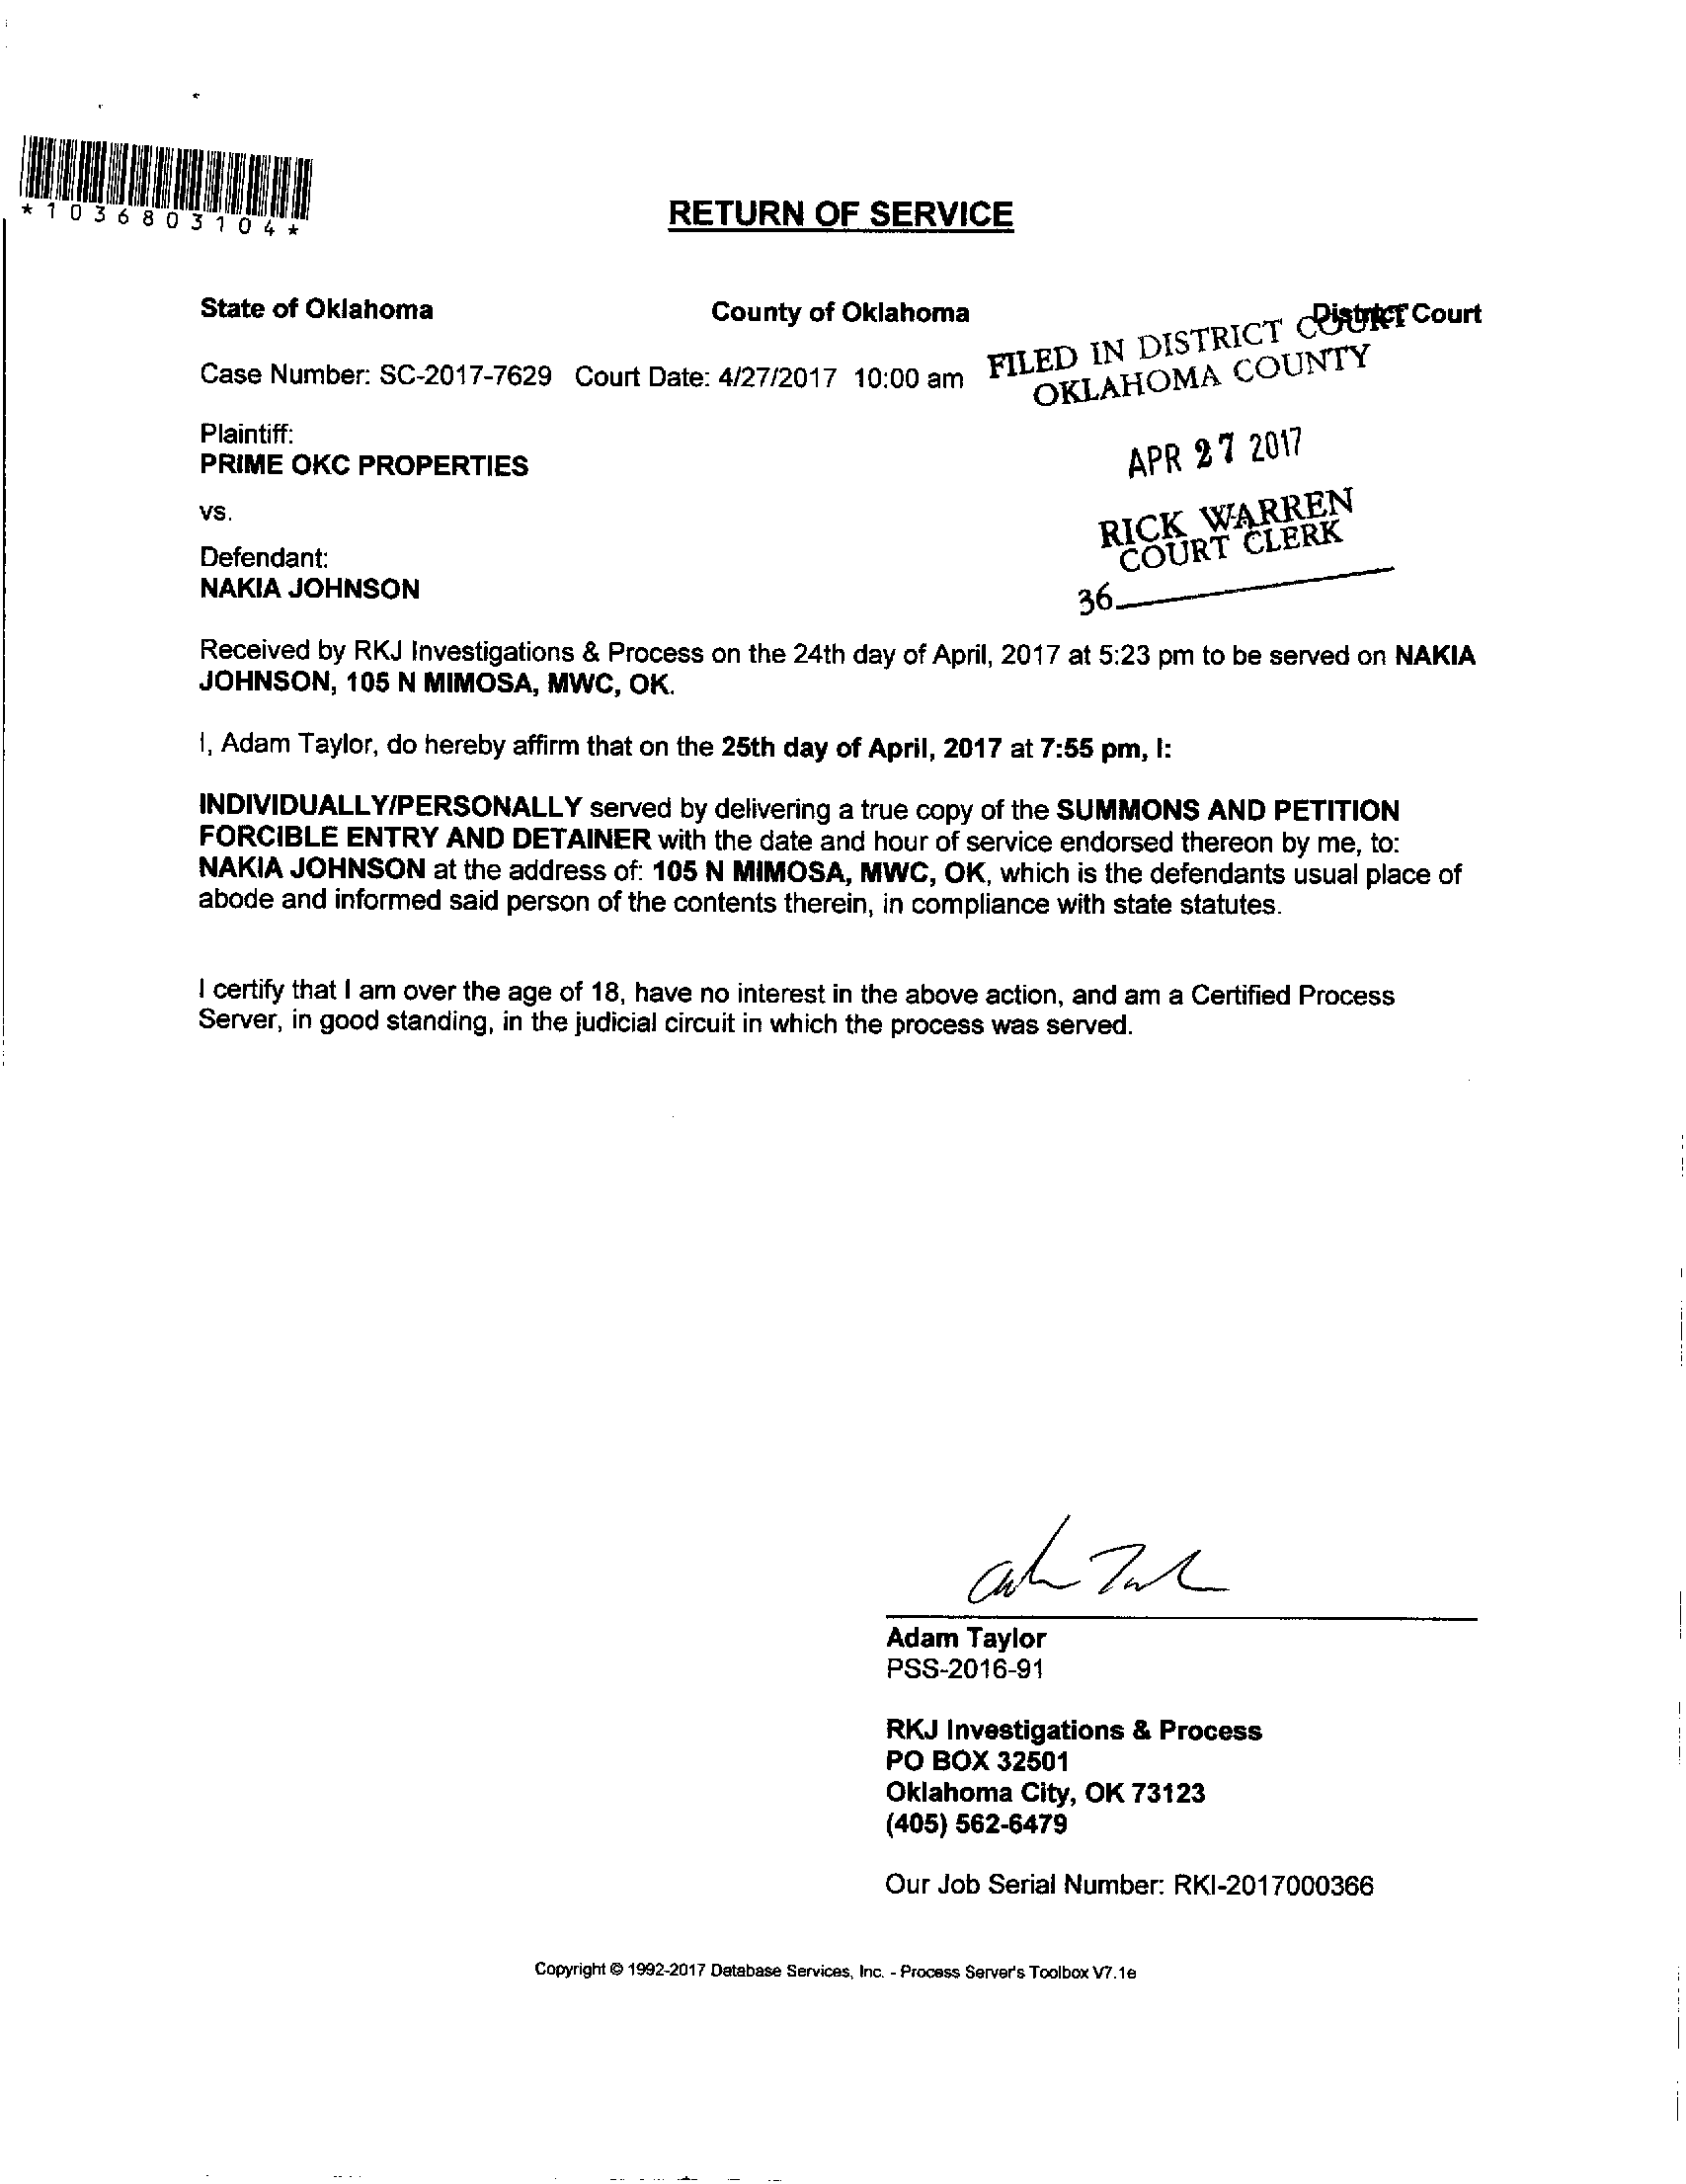 *1036803104*
RETURN OF SERVICE
State of Oklahoma County of Oklahoma District Court
FILED IN DISTRICT COURT
OKLAHOMA COUNTY
Case Number: SC-2017-7629 Court Date: 4/27/2017 10:00 am
Plaintiff:
PRIME OKC PROPERTIES
APR 27 2017
vs.
RICK WARREN
COURT CLERK
Defendant:
NAKIA JOHNSON
36
Received by RKJ Investigations & Process on the 24th day of April, 2017 at 5:23 pm to be served on NAKIA
JOHNSON, 105 N MIMOSA, MWC, OK.
I, Adam Taylor, do hereby affirm that on the 25th day of April, 2017 at 7:55 pm, I:
INDIVIDUALLY/PERSONALLY served by delivering a true copy of the SUMMONS AND PETITION
FORCIBLE ENTRY AND DETAINER with the date and hour of service endorsed thereon by me, to:
NAKIA JOHNSON at the address of: 105 N MIMOSA, MWC, OK, which is the defendants usual place of
abode and informed said person of the contents therein, in compliance with state statutes.
I certify that I am over the age of 18, have no interest in the above action, and am a Certified Process
Server, in good standing, in the judicial circuit in which the process was served.
Adam Taylor
PSS-2016-91
RKJ Investigations & Process
PO BOX 32501
Oklahoma City, OK 73123
(405) 562-6479
Our Job Serial Number: RKI-2017000366
Copyright © 1992-2017 Database Services, Inc. - Process Server's Toolbox V7.1e